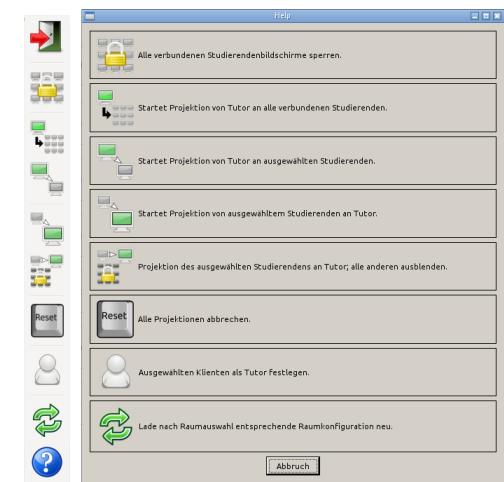 Help
Alle verbundenen Studierendenbildschirme sperren.
Startet Projektion von Tutor an alle verbundenen Studierenden.
Startet Projektion von Tutor an ausgewählten Studierenden.
Startet Projektion von ausgewähltem Studierenden an Tutor.
Projektion des ausgewählten Studierendens an Tutor; alle anderen ausblenden.
Reset
Reset
Alle Projektionen abbrechen.
Ausgewählten Klienten als Tutor festlegen.
Lade nach Raumauswahl entsprechende Raumkonfiguration neu.
?
Abbruch